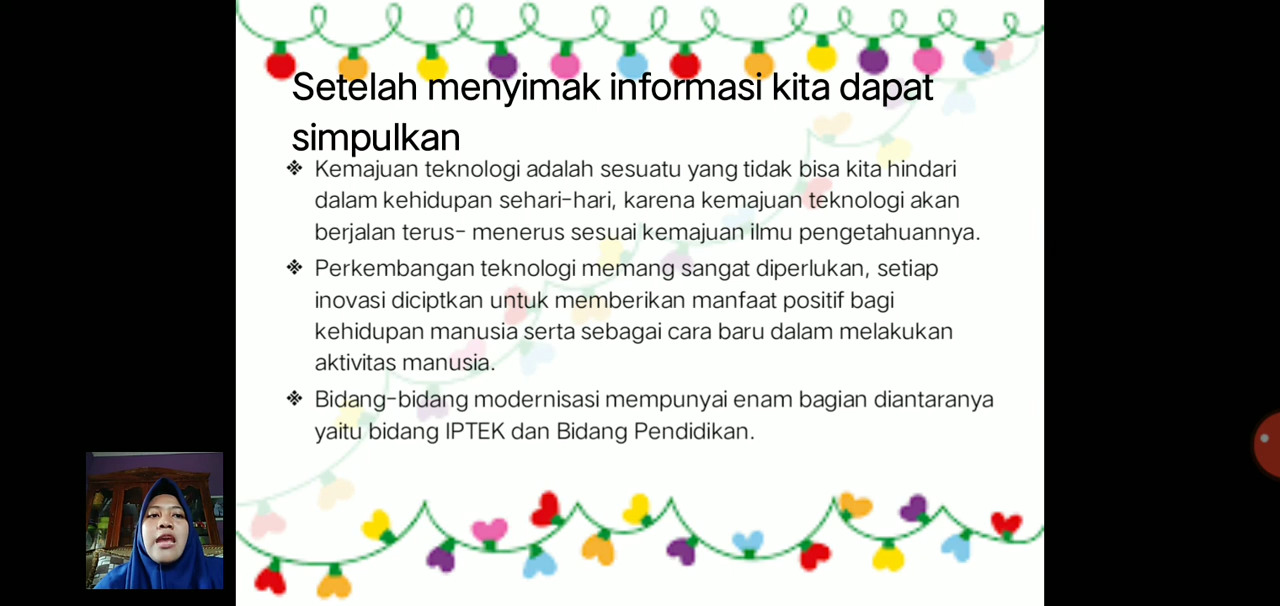 Setelah menyimak informasi kita dapat
simpulkan
❖ Kemajuan teknologi adalah sesuatu yang tidak bisa kita hindari
dalam kehidupan sehari-hari, karena kemajuan teknologi akan
berjalan terus- menerus sesuai kemajuan ilmu pengetahuannya.
❖ Perkembangan teknologi memang sangat diperlukan, setiap
inovasi diciptkan untuk memberikan manfaat positif bagi
kehidupan manusia serta sebagai cara baru dalam melakukan
aktivitas manusia.
❖ Bidang-bidang modernisasi mempunyai enam bagian diantaranya
yaitu bidang IPTEK dan Bidang Pendidikan.